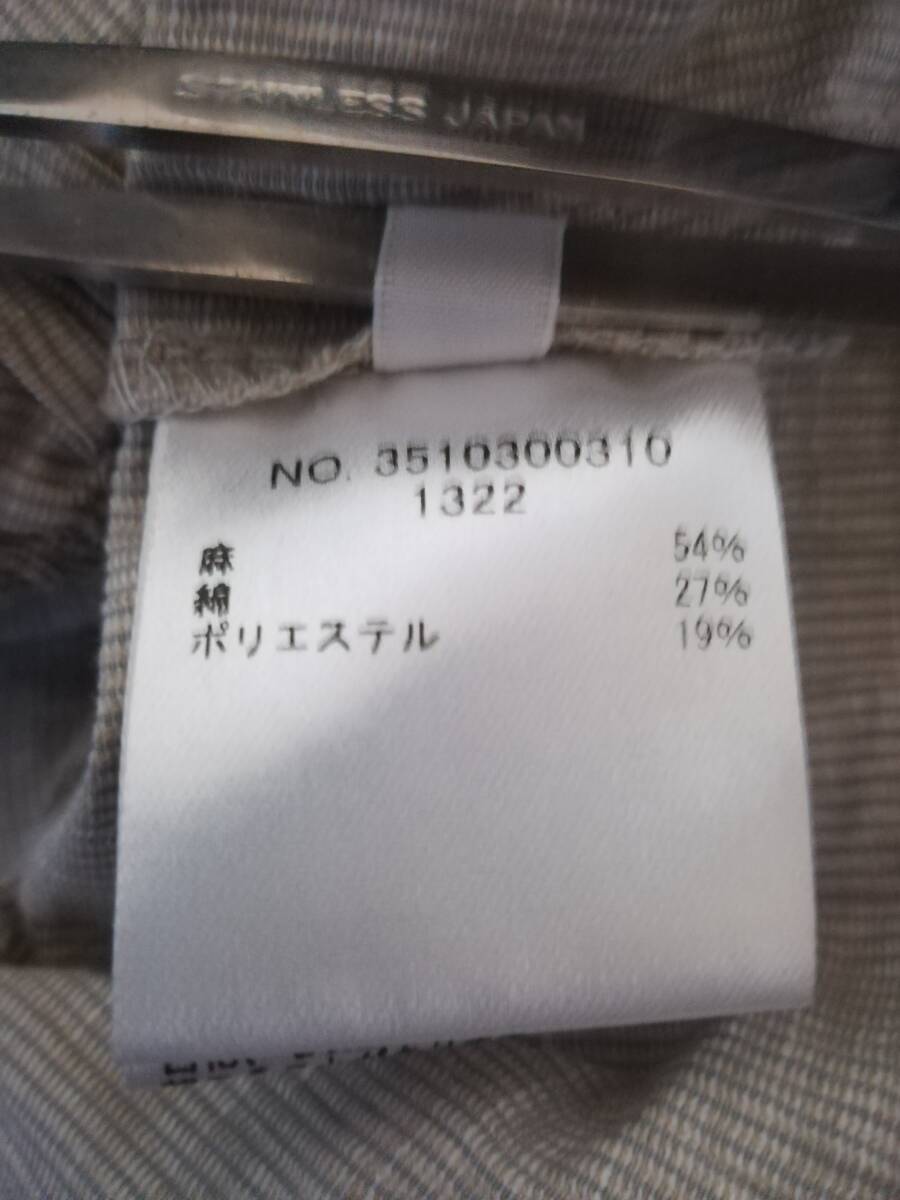 STAINLESS JAPAN
NO. 3510300310
1322
麻 54%
綿 27%
ポリエステル 19%